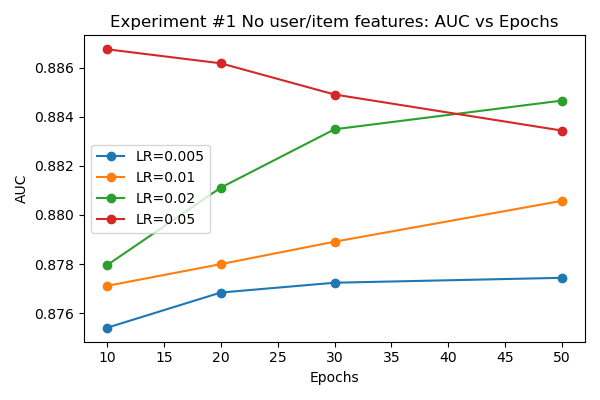 Experiment #1 No user/item features: AUC vs Epochs
0.886
0.884
0.882
0.880
0.878
0.876
AUC
LR=0.005
LR=0.01
LR=0.02
LR=0.05
10 15 20 25 30 35 40 45 50
Epochs